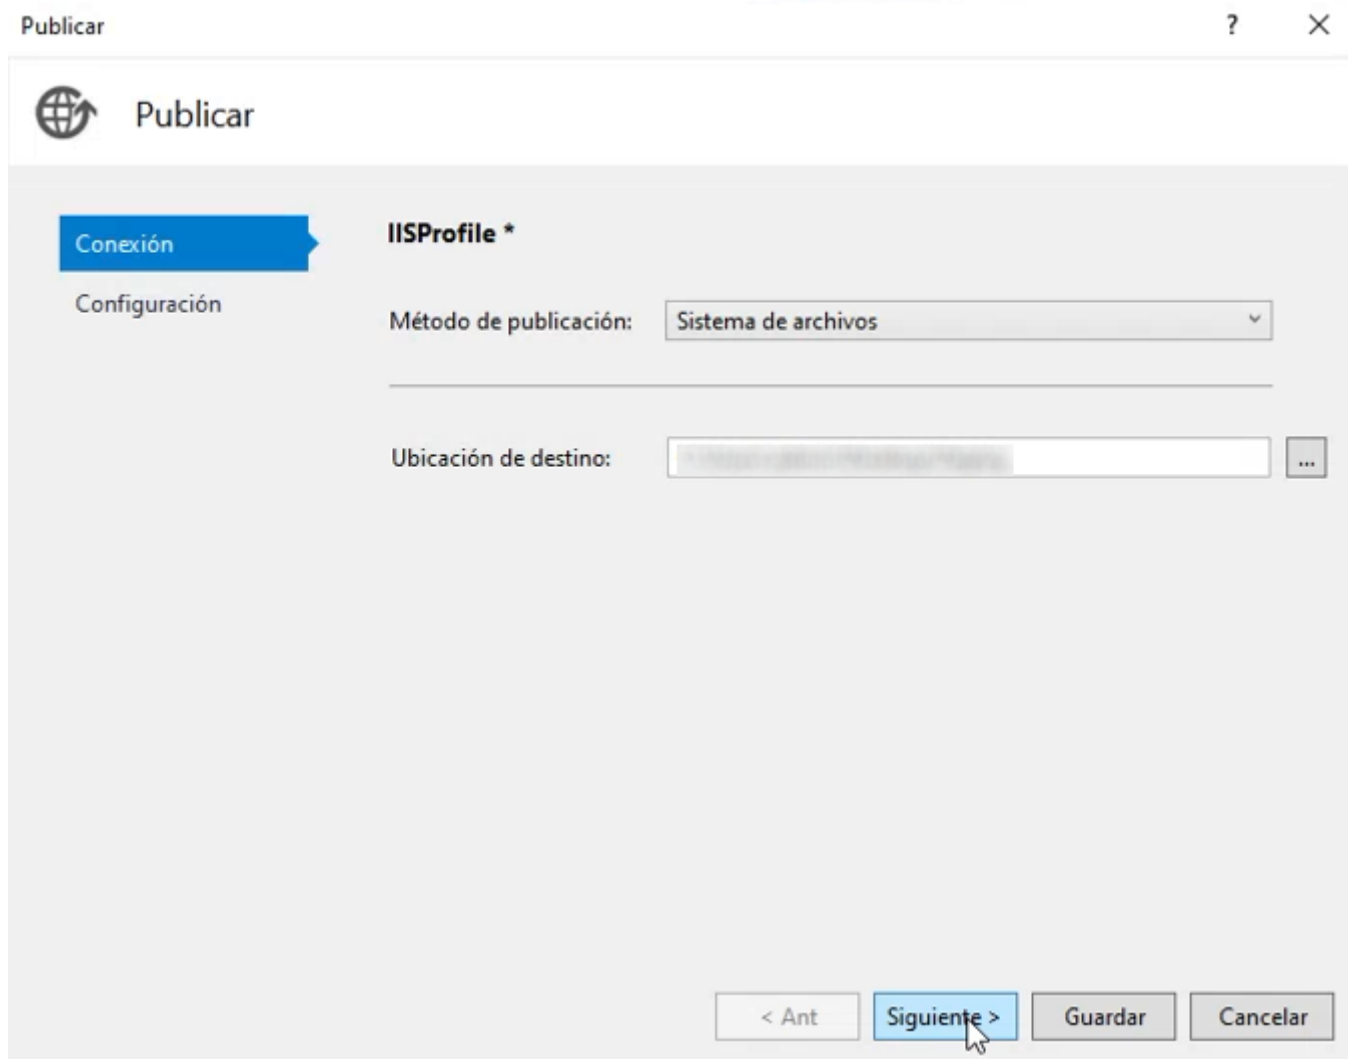 Publicar
?
Publicar
Conexión
Configuración
IISProfile *
Método de publicación: Sistema de archivos
Ubicación de destino: ...
< Ant Siguiente > Guardar Cancelar